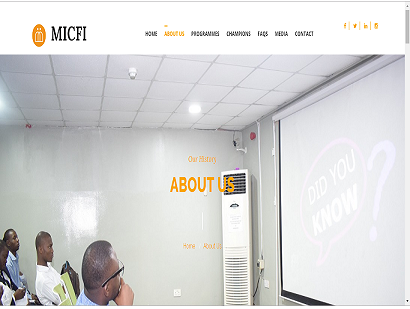 MICFI
HOME ABOUT US PROGRAMMES CHAMPIONS FAQS MEDIA CONTACT
Our History
ABOUT US
DID YOU
KNOW
?
Home About Us